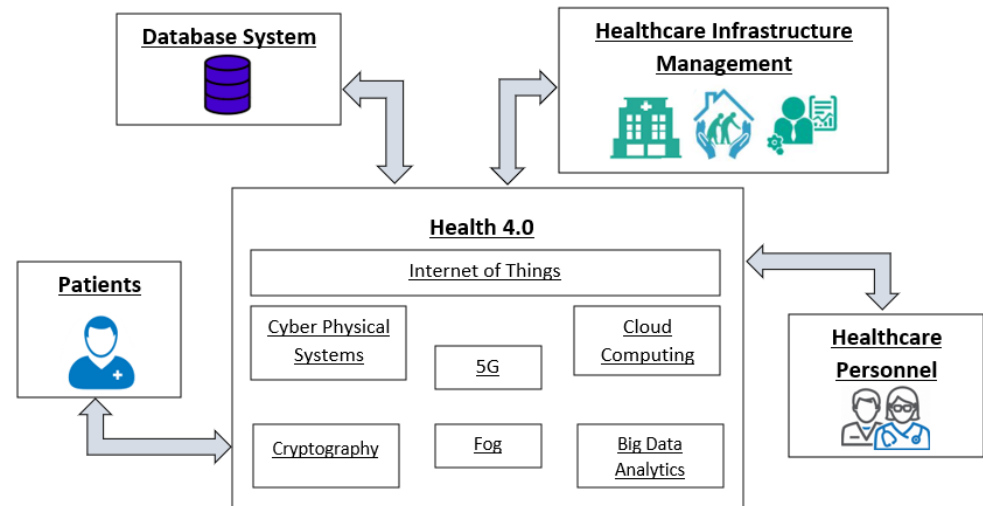 Database System
Healthcare Infrastructure
Management
Health 4.0
Internet of Things
Patients
Cyber Physical
Systems
5G
Cloud
Computing
Healthcare
Personnel
Cryptography
Fog
Big Data
Analytics